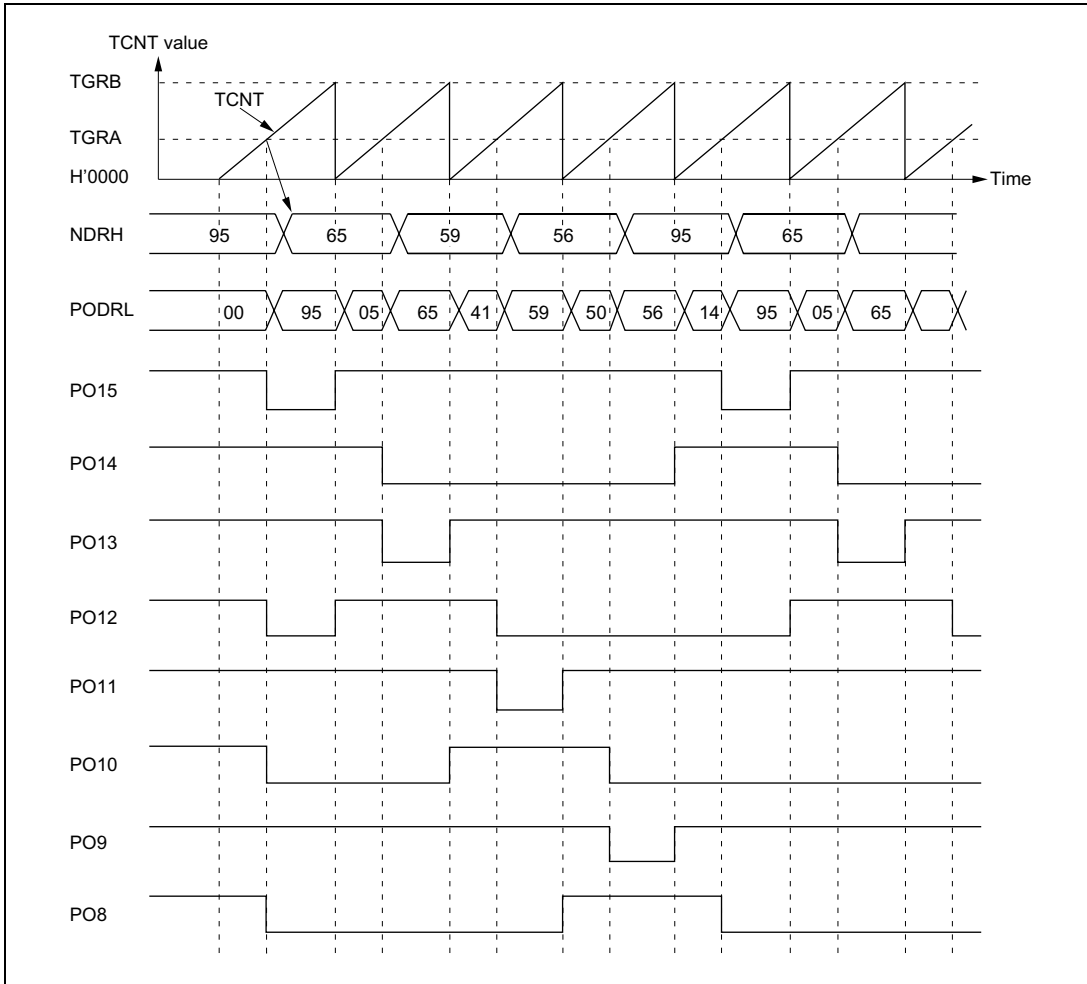 TCNT value
TGRB
TCNT
TGRA
H'0000
Time
NDRH
95 65 59 56 95 65
PODRL
00 95 05 65 41 59 50 56 14 95 05 65
PO15
PO14
PO13
PO12
PO11
PO10
PO9
PO8